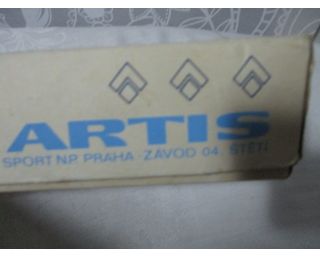 ARTIS
SPORT N.P. PRAHA - ZÁVOD 04 ŠTĚTÍ